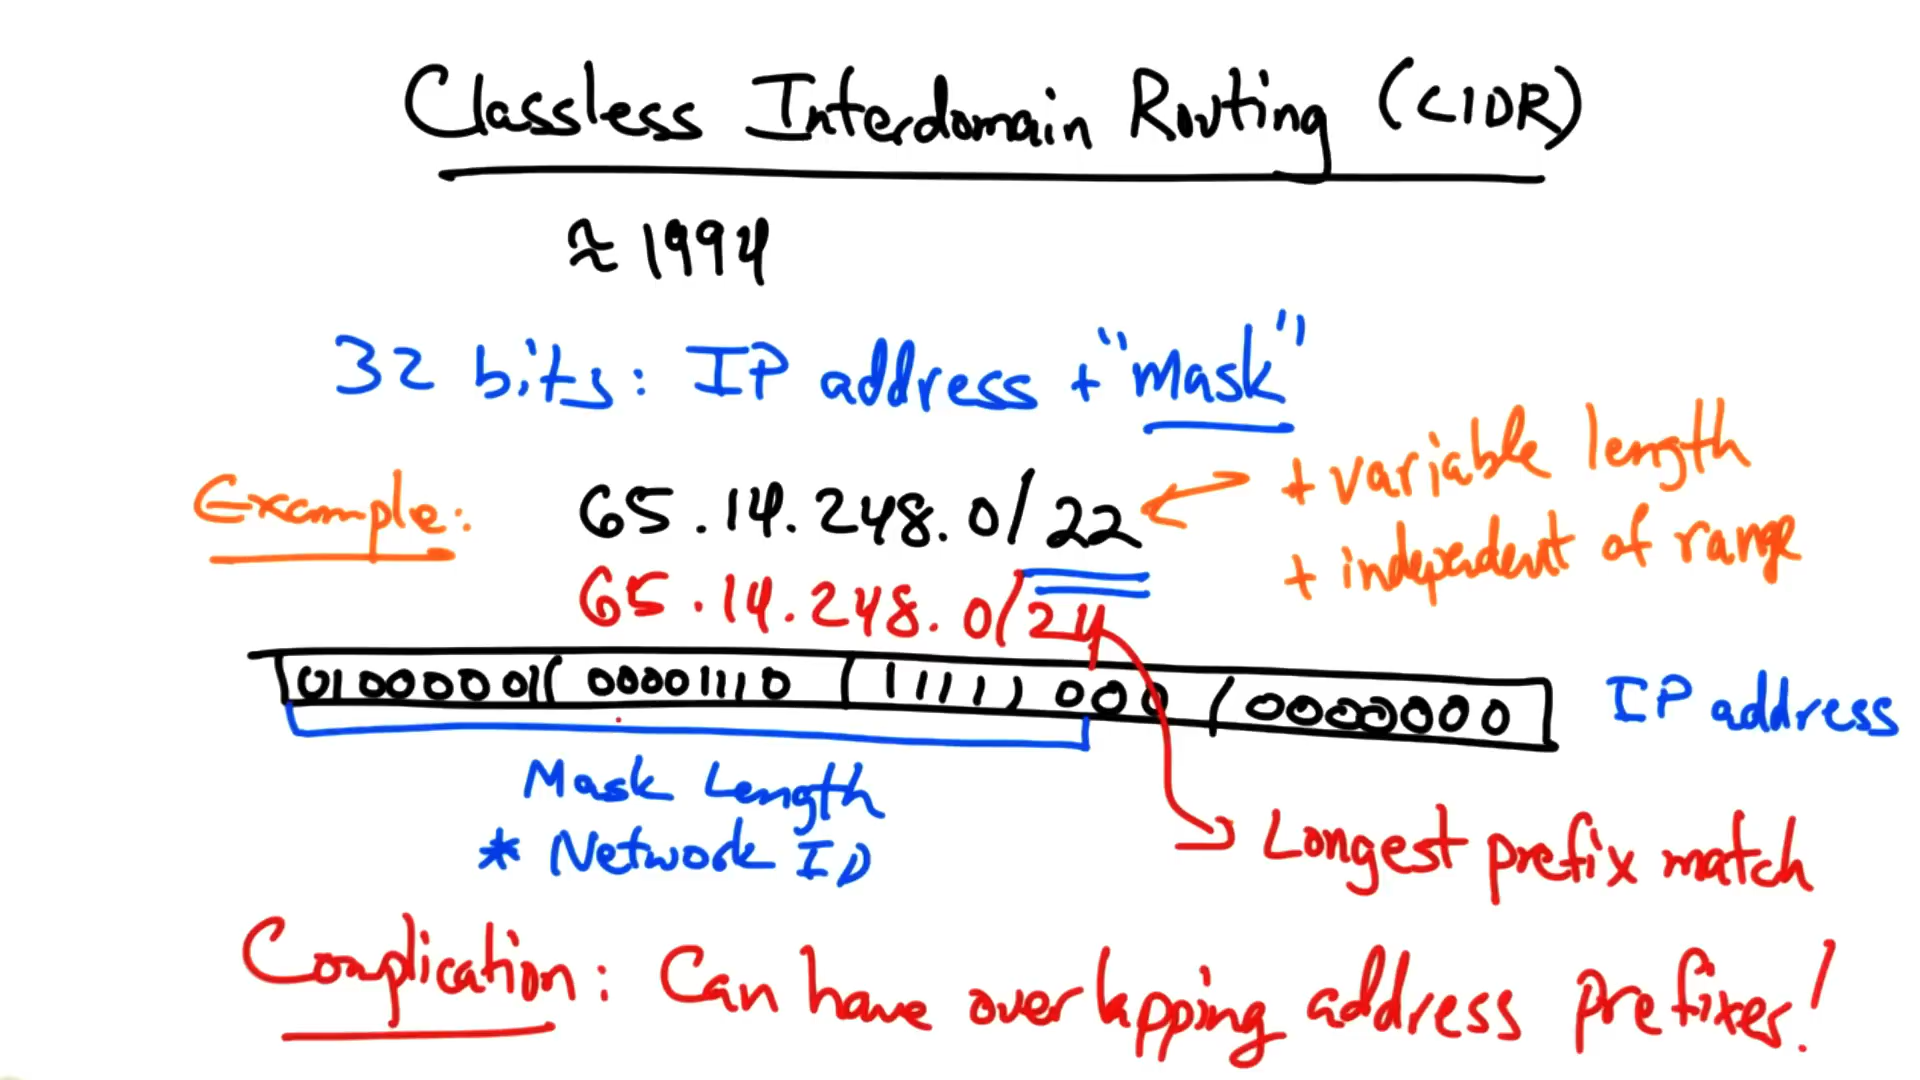 Classless Interdomain Routing (CIDR)
≈ 1994
32 bits: IP address + "mask"
Example: 65.14.248.0/22
+ variable length
+ independent of range
65.14.248.0/24
01000001 00001110 11111000 0000000
IP address
Mask Length
* Network ID
Longest prefix match
Complication: Can have overlapping address prefixes!